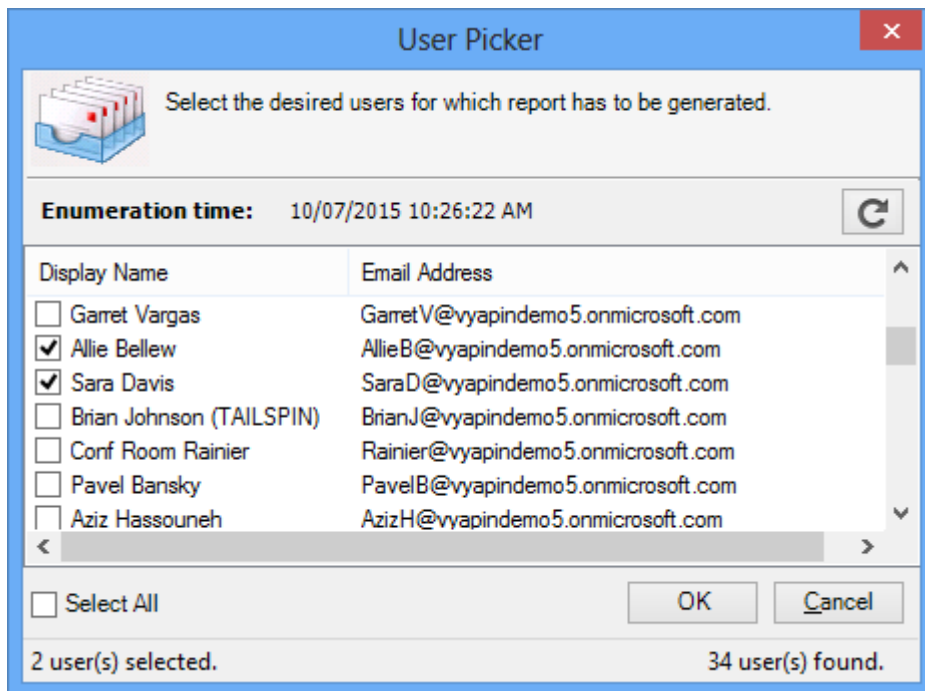 User Picker
Select the desired users for which report has to be generated.
Enumeration time: 10/07/2015 10:26:22 AM
Display Name Email Address
Garret Vargas GarretV@vyapindemo5.onmicrosoft.com
Allie Bellew AllieB@vyapindemo5.onmicrosoft.com
Sara Davis SaraD@vyapindemo5.onmicrosoft.com
Brian Johnson (TAILSPIN) BrianJ@vyapindemo5.onmicrosoft.com
Conf Room Rainier Rainier@vyapindemo5.onmicrosoft.com
Pavel Bansky PavelB@vyapindemo5.onmicrosoft.com
Aziz Hassouneh AzizH@vyapindemo5.onmicrosoft.com
Select All OK Cancel
2 user(s) selected. 34 user(s) found.